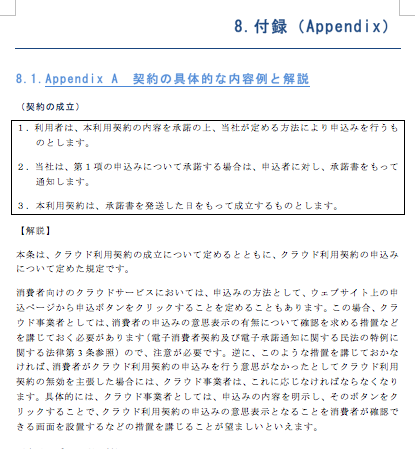 8.付録（Appendix）
8.1.Appendix A　契約の具体的な内容例と解説
（契約の成立）
１．利用者は、本利用契約の内容を承諾の上、当社が定める方法により申込みを行うも
のとします。
２．当社は、第１項の申込みについて承諾する場合は、申込者に対し、承諾書をもって
通知します。
３．本利用契約は、承諾書を発送した日をもって成立するものとします。
【解説】
本条は、クラウド利用契約の成立について定めるとともに、クラウド利用契約の申込み
について定めた規定です。
消費者向けのクラウドサービスにおいては、申込みの方法として、ウェブサイト上の申
込ページから申込ボタンをクリックすることを定めることもあります。この場合、クラ
ウド事業者としては、消費者の申込みの意思表示の有無について確認を求める措置など
を講じておく必要があります（電子消費者契約及び電子承諾通知に関する民法の特例に
関する法律第３条参照）ので、注意が必要です。逆に、このような措置を講じておかな
ければ、消費者がクラウド利用契約の申込みを行う意思がなかったとしてクラウド利用
契約の無効を主張した場合には、クラウド事業者は、これに応じなければならなくなり
ます。具体的には、クラウド事業者としては、申込みの内容を明示し、そのボタンをク
リックすることで、クラウド利用契約の申込みの意思表示となることを消費者が確認で
きる画面を設置するなどの措置を講じることが望ましいといえます。